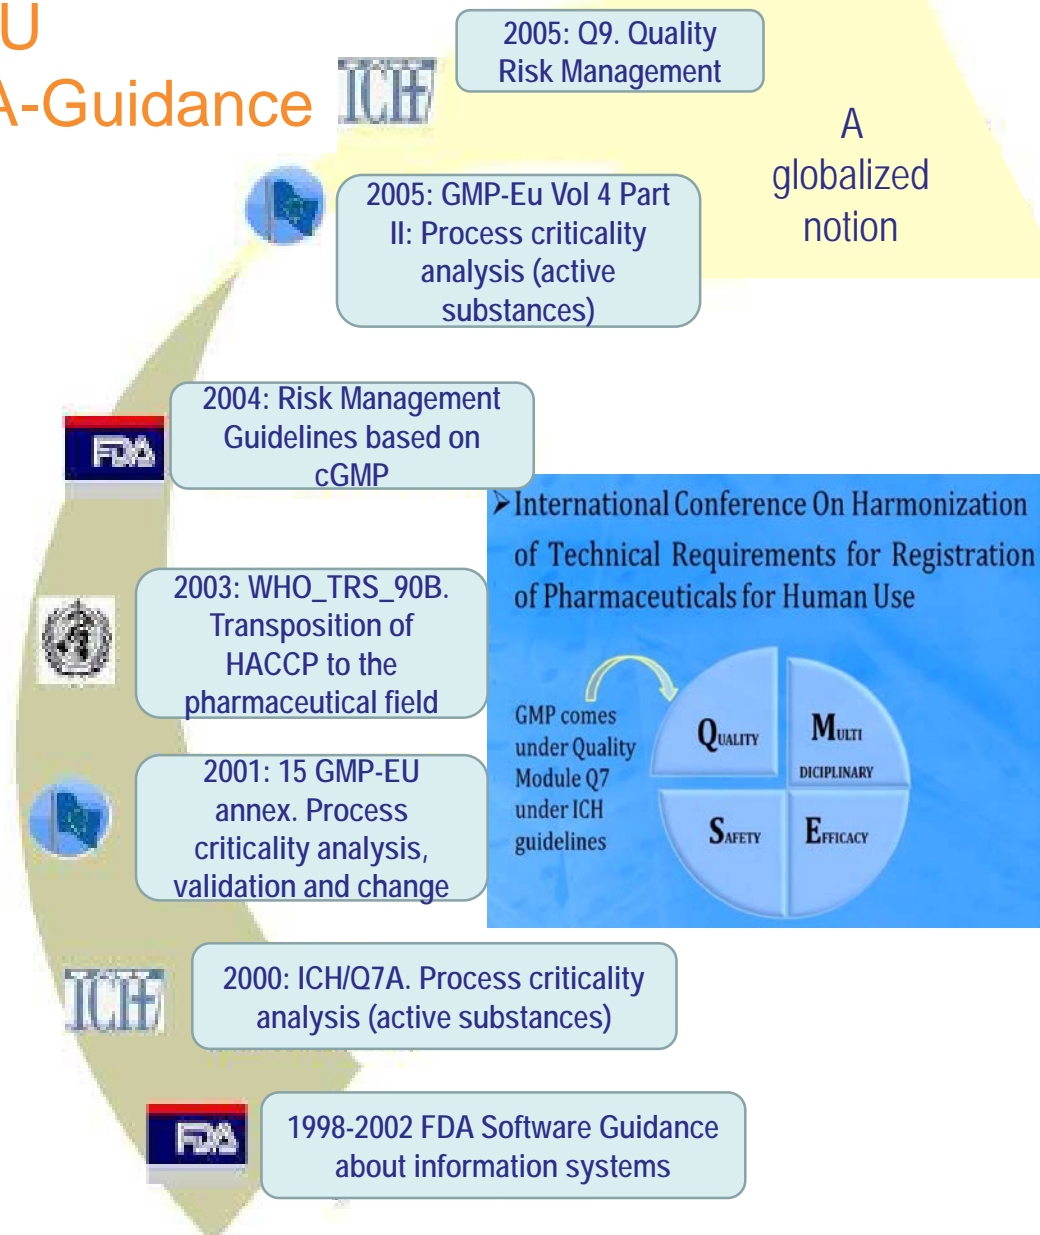 U
A-Guidance
ICH
2005: Q9. Quality
Risk Management
A
globalized
notion
2005: GMP-Eu Vol 4 Part
II: Process criticality
analysis (active
substances)
FDA
2004: Risk Management
Guidelines based on
cGMP
➢International Conference On Harmonization
of Technical Requirements for Registration
of Pharmaceuticals for Human Use
2003: WHO_TRS_90B.
Transposition of
HACCP to the
pharmaceutical field
GMP comes
under Quality
Module Q7
under ICH
guidelines
QUALITY
MULTI
DICIPLINARY
SAFETY
EFFICACY
2001: 15 GMP-EU
annex. Process
criticality analysis,
validation and change
ICH
2000: ICH/Q7A. Process criticality
analysis (active substances)
FDA
1998-2002 FDA Software Guidance
about information systems